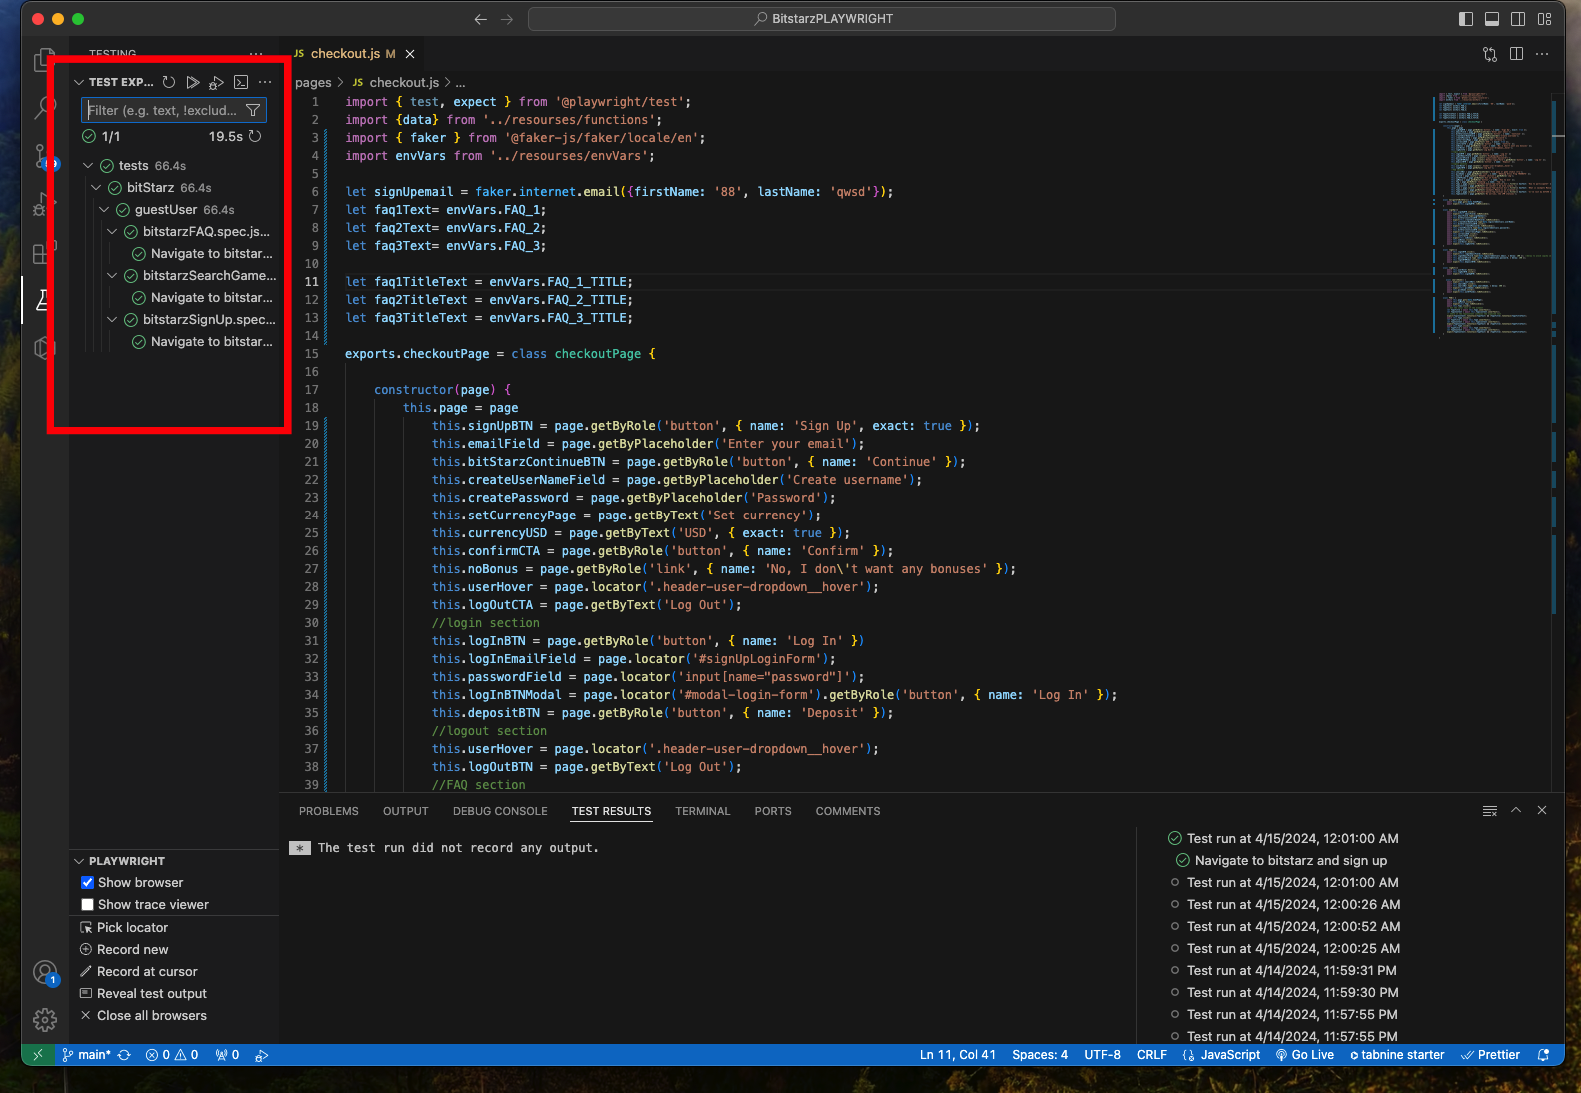 BitstarzPLAYWRIGHT
TESTING
TEST EXP...
Filter (e.g. text, !exclud...
1/1
19.5s
tests 66.4s
bitStarz 66.4s
guestUser 66.4s
bitstarzFAQ.spec.js...
Navigate to bitstar...
bitstarzSearchGame...
Navigate to bitstar...
bitstarzSignUp.spec...
Navigate to bitstar...
PLAYWRIGHT
Show browser
Show trace viewer
Pick locator
Record new
Record at cursor
Reveal test output
Close all browsers
1
JS checkout.js M
pages > JS checkout.js > ...
1 import { test, expect } from '@playwright/test';
2 import {data} from '../resourses/functions';
3 import { faker } from '@faker-js/faker/locale/en';
4 import envVars from '../resourses/envVars';
5
6 let signUpemail = faker.internet.email({firstName: '88', lastName: 'qwsd'});
7 let faq1Text= envVars.FAQ_1;
8 let faq2Text= envVars.FAQ_2;
9 let faq3Text= envVars.FAQ_3;
10
11 let faq1TitleText = envVars.FAQ_1_TITLE;
12 let faq2TitleText = envVars.FAQ_2_TITLE;
13 let faq3TitleText = envVars.FAQ_3_TITLE;
14
15 exports.checkoutPage = class checkoutPage {
16
17 constructor(page) {
18 this.page = page
19 this.signUpBTN = page.getByRole('button', { name: 'Sign Up', exact: true });
20 this.emailField = page.getByPlaceholder('Enter your email');
21 this.bitStarzContinueBTN = page.getByRole('button', { name: 'Continue' });
22 this.createUserNameField = page.getByPlaceholder('Create username');
23 this.createPassword = page.getByPlaceholder('Password');
24 this.setCurrencyPage = page.getByText('Set currency');
25 this.currencyUSD = page.getByText('USD', { exact: true });
26 this.confirmCTA = page.getByRole('button', { name: 'Confirm' });
27 this.noBonus = page.getByRole('link', { name: 'No, I don\'t want any bonuses' });
28 this.userHover = page.locator('.header-user-dropdown__hover');
29 this.logOutCTA = page.getByText('Log Out');
30 //login section
31 this.logInBTN = page.getByRole('button', { name: 'Log In' })
32 this.logInEmailField = page.locator('#signUpLoginForm');
33 this.passwordField = page.locator('input[name="password"]');
34 this.logInBTNModal = page.locator('#modal-login-form').getByRole('button', { name: 'Log In' });
35 this.depositBTN = page.getByRole('button', { name: 'Deposit' });
36 //logout section
37 this.userHover = page.locator('.header-user-dropdown__hover');
38 this.logOutBTN = page.getByText('Log Out');
39 //FAQ section
PROBLEMS OUTPUT DEBUG CONSOLE TEST RESULTS TERMINAL PORTS COMMENTS
* The test run did not record any output.
Test run at 4/15/2024, 12:01:00 AM
Navigate to bitstarz and sign up
Test run at 4/15/2024, 12:01:00 AM
Test run at 4/15/2024, 12:00:26 AM
Test run at 4/15/2024, 12:00:52 AM
Test run at 4/15/2024, 12:00:25 AM
Test run at 4/14/2024, 11:59:31 PM
Test run at 4/14/2024, 11:59:30 PM
Test run at 4/14/2024, 11:57:55 PM
Test run at 4/14/2024, 11:57:55 PM
main* 0 0 0 Ln 11, Col 41 Spaces: 4 UTF-8 CRLF JavaScript Go Live tabnine starter Prettier